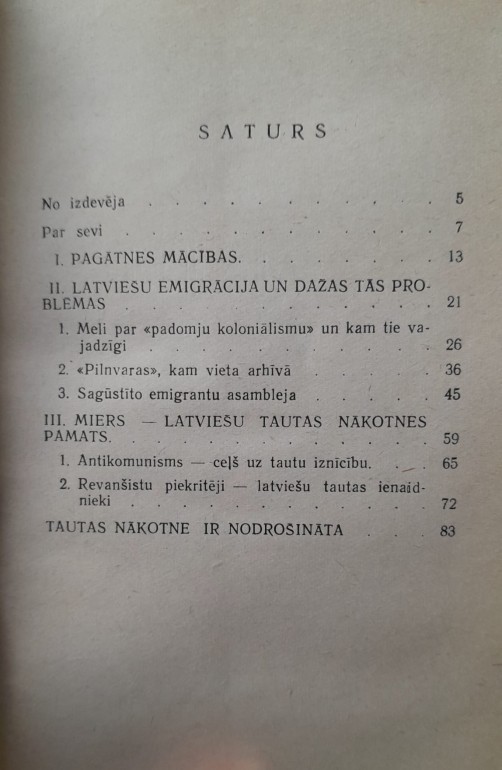 SATURS
No izdevēja . . . . . . . . . . 5
Par sevi . . . . . . . . . . 7
I. PAGĀTNES MĀCĪBAS. . . . . . . 13
II. LATVIEŠU EMIGRĀCIJA UN DAŽAS TĀS PRO-
BLĒMAS . . . . . . . . . . 21
1. Meli par «padomju koloniālismu» un kam tie va-
jadzīgi . . . . . . . . . . 26
2. «Pilnvaras», kam vieta arhīvā . . . . . 36
3. Sagūstīto emigrantu asambleja . . . . . 45
III. MIERS — LATVIEŠU TAUTAS NĀKOTNES
PAMATS. . . . . . . . . . . 59
1. Antikomunisms — ceļš uz tautu iznīcību. . . . 65
2. Revanšistu piekritēji — latviešu tautas ienaid-
nieki . . . . . . . . . . 72
TAUTAS NĀKOTNE IR NODROŠINĀTA . . . 83